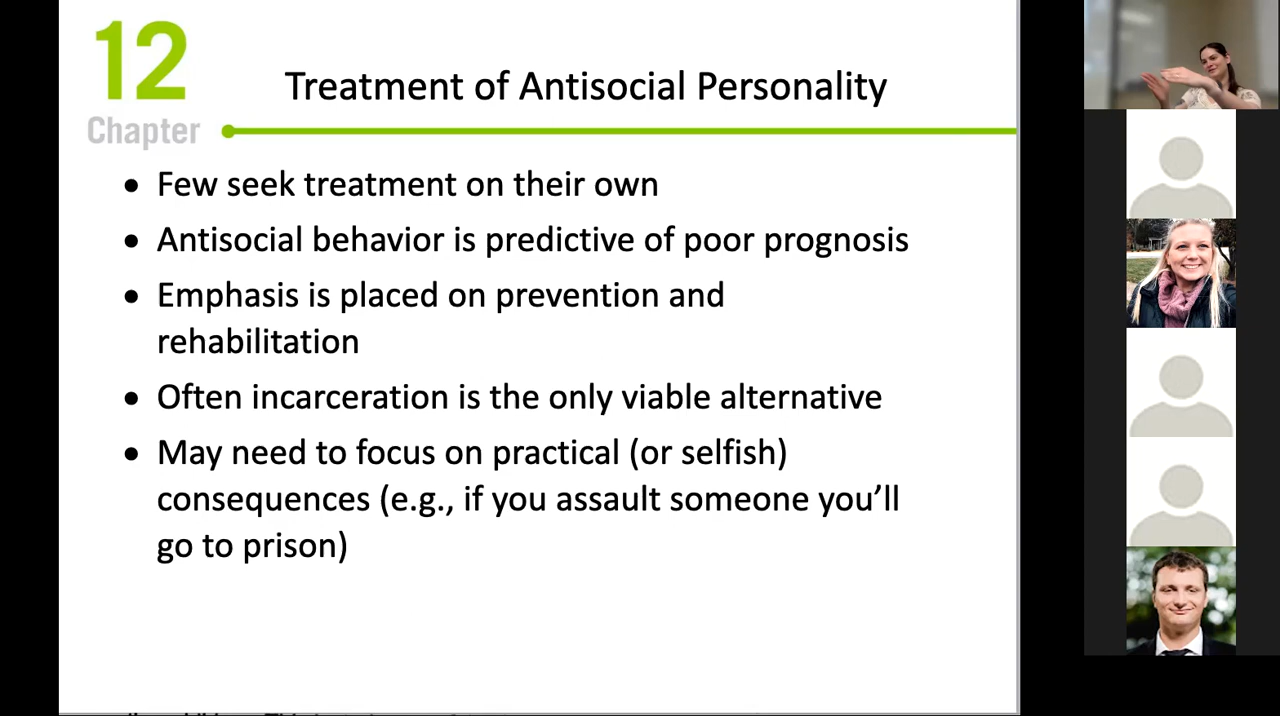 12
Chapter
Treatment of Antisocial Personality
• Few seek treatment on their own
• Antisocial behavior is predictive of poor prognosis
• Emphasis is placed on prevention and
rehabilitation
• Often incarceration is the only viable alternative
• May need to focus on practical (or selfish)
consequences (e.g., if you assault someone you’ll
go to prison)